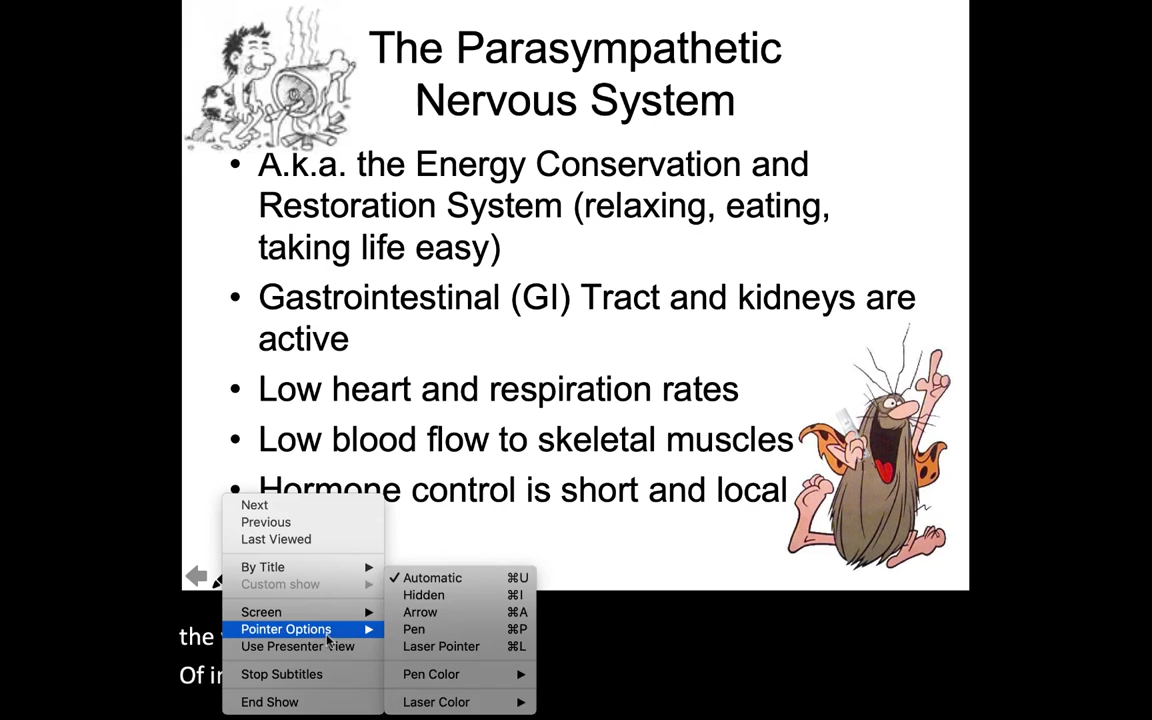 The Parasympathetic
Nervous System
• A.k.a. the Energy Conservation and
Restoration System (relaxing, eating,
taking life easy)
• Gastrointestinal (GI) Tract and kidneys are
active
• Low heart and respiration rates
• Low blood flow to skeletal muscles
• Hormone control is short and local
Next
Previous
Last Viewed
By Title
Custom show
Screen
Pointer Options
Use Presenter View
Stop Subtitles
End Show
✓ Automatic ⌘U
Hidden ⌘I
Arrow ⌘A
Pen ⌘P
Laser Pointer ⌘L
Pen Color
Laser Color
the
Of